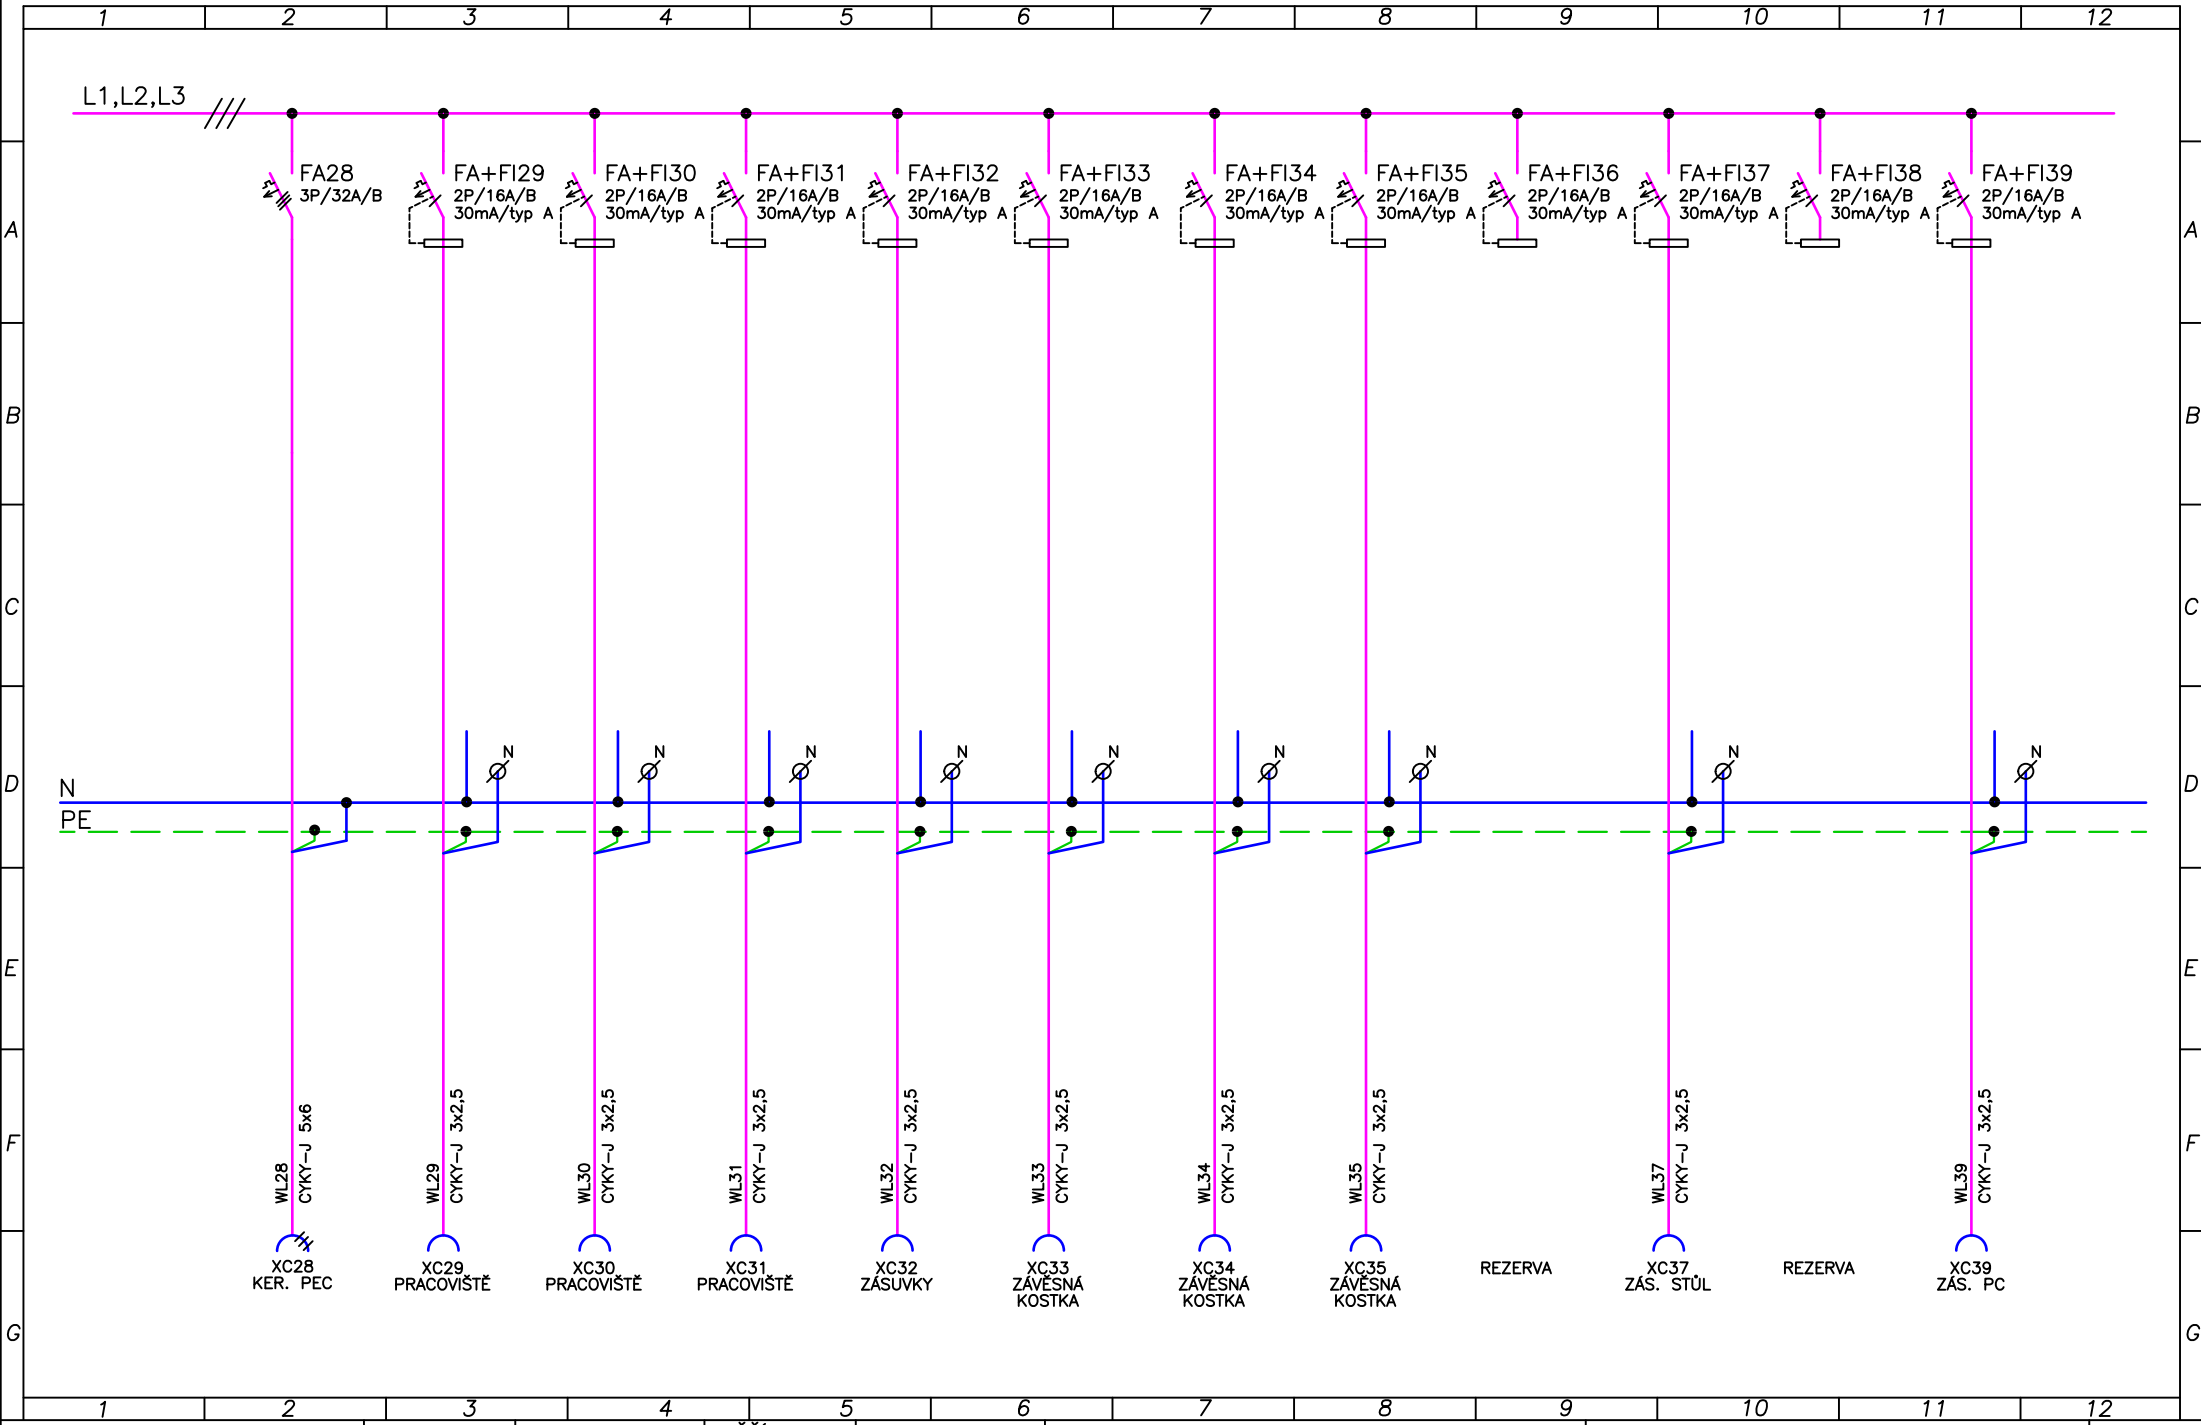 1 2 3 4 5 6 7 8 9 10 11 12
L1,L2,L3
FA28
3P/32A/B
FA+FI29
2P/16A/B
30mA/typ A
FA+FI30
2P/16A/B
30mA/typ A
FA+FI31
2P/16A/B
30mA/typ A
FA+FI32
2P/16A/B
30mA/typ A
FA+FI33
2P/16A/B
30mA/typ A
FA+FI34
2P/16A/B
30mA/typ A
FA+FI35
2P/16A/B
30mA/typ A
FA+FI36
2P/16A/B
30mA/typ A
FA+FI37
2P/16A/B
30mA/typ A
FA+FI38
2P/16A/B
30mA/typ A
FA+FI39
2P/16A/B
30mA/typ A
A A
B B
C C
N N N N N N N N N
D D
N
PE
E E
F F
WL28
CYKY-J 5x6
WL29
CYKY-J 3x2,5
WL30
CYKY-J 3x2,5
WL31
CYKY-J 3x2,5
WL32
CYKY-J 3x2,5
WL33
CYKY-J 3x2,5
WL34
CYKY-J 3x2,5
WL35
CYKY-J 3x2,5
WL37
CYKY-J 3x2,5
WL39
CYKY-J 3x2,5
XC28
KER. PEC
XC29
PRACOVIŠTĚ
XC30
PRACOVIŠTĚ
XC31
PRACOVIŠTĚ
XC32
ZÁSUVKY
XC33
ZÁVĚSNÁ
KOSTKA
XC34
ZÁVĚSNÁ
KOSTKA
XC35
ZÁVĚSNÁ
KOSTKA
REZERVA
XC37
ZÁS. STŮL
REZERVA
XC39
ZÁS. PC
G G
1 2 3 4 5 6 7 8 9 10 11 12